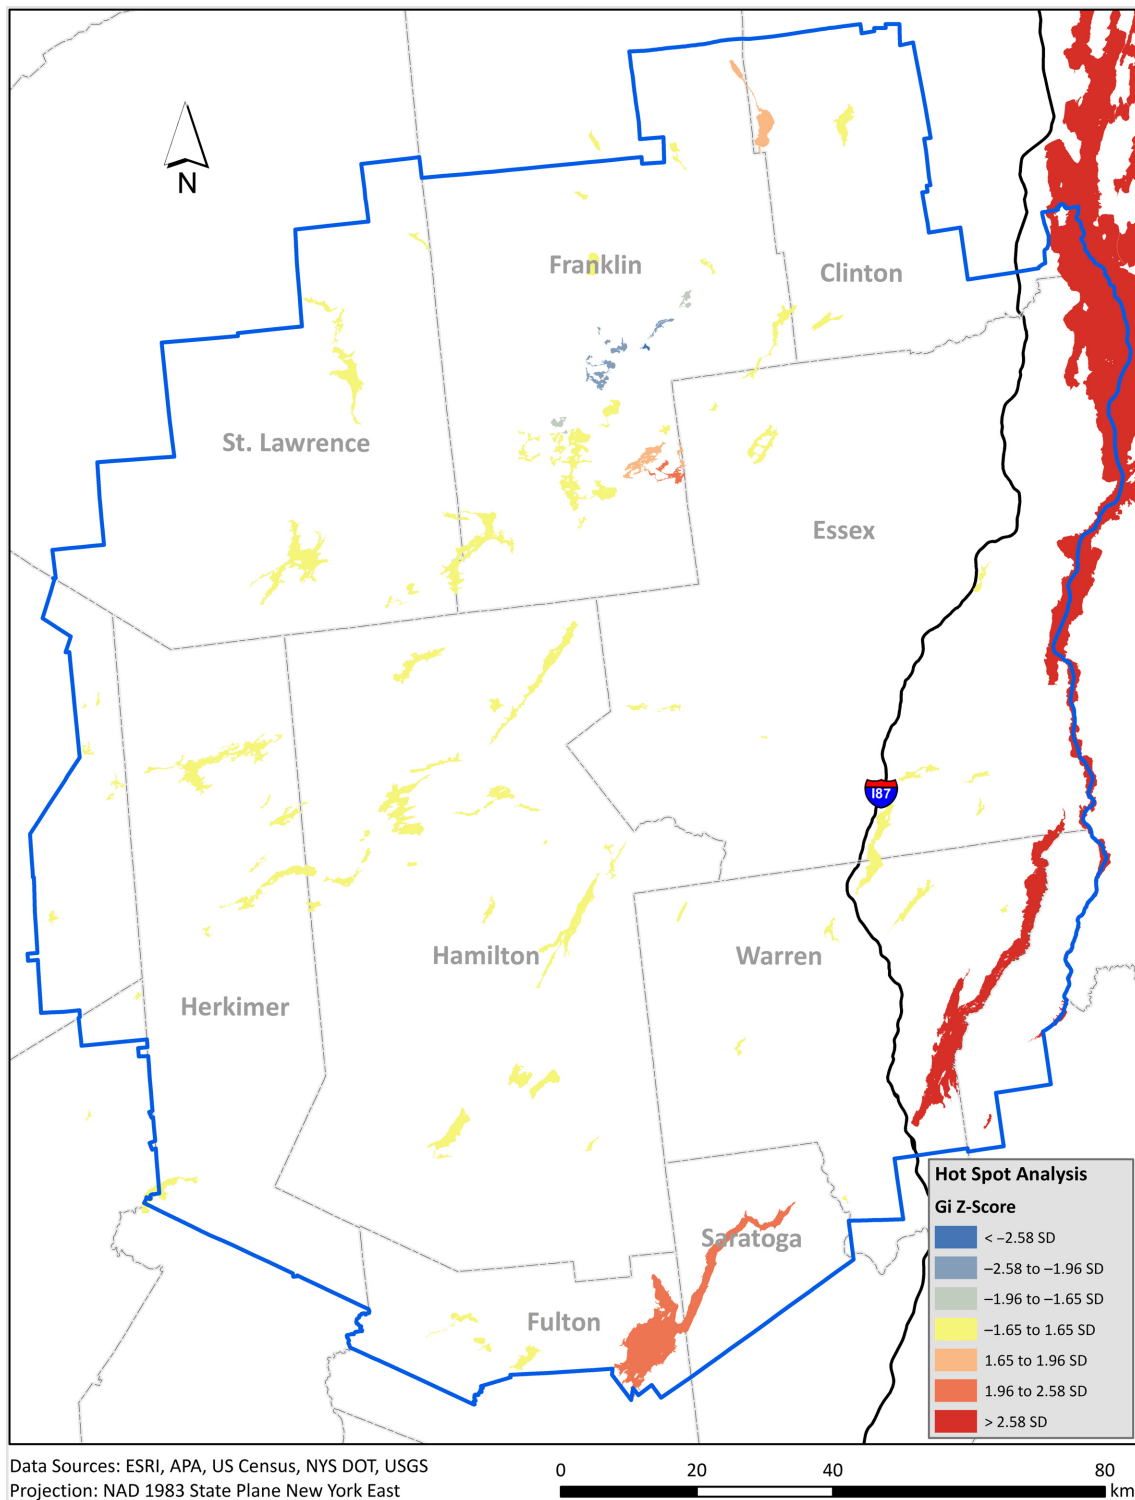 N
Franklin
Clinton
St. Lawrence
Essex
I87
Hamilton
Warren
Herkimer
Saratoga
Fulton
Hot Spot Analysis
Gi Z-Score
< –2.58 SD
–2.58 to –1.96 SD
–1.96 to –1.65 SD
–1.65 to 1.65 SD
1.65 to 1.96 SD
1.96 to 2.58 SD
> 2.58 SD
Data Sources: ESRI, APA, US Census, NYS DOT, USGS
Projection: NAD 1983 State Plane New York East
0 20 40 80
km